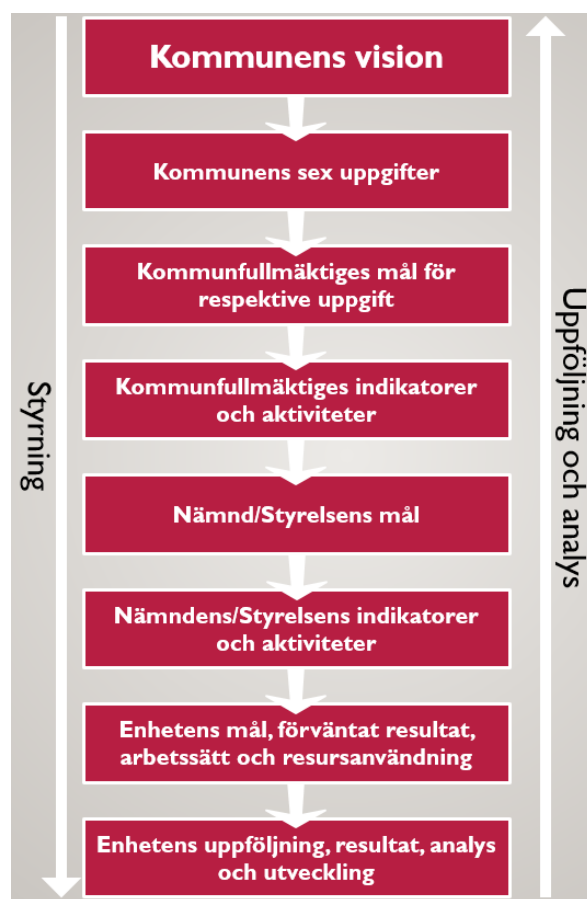 Kommunens vision
Kommunens sex uppgifter
Kommunfullmäktiges mål för
respektive uppgift
Kommunfullmäktiges indikatorer
och aktiviteter
Nämnd/Styrelsens mål
Nämndens/Styrelsens indikatorer
och aktiviteter
Enhetens mål, förväntat resultat,
arbetssätt och resursanvändning
Enhetens uppföljning, resultat, analys
och utveckling
Styrning
Uppföljning och analys